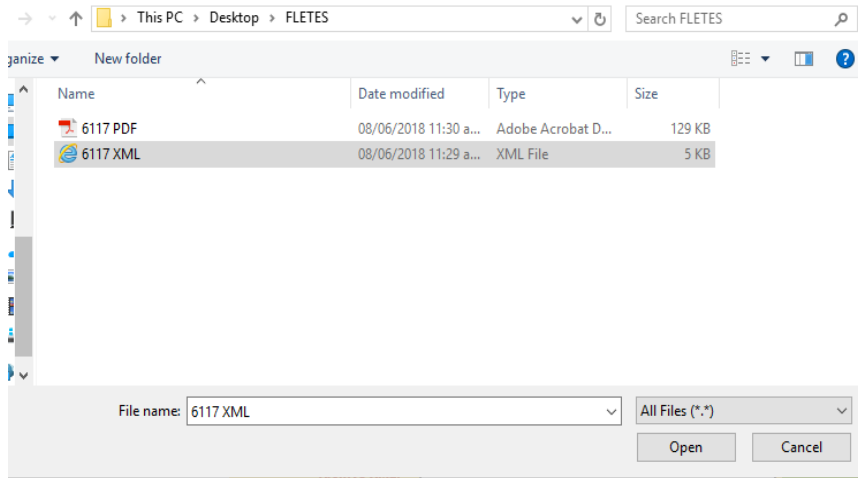 This PC > Desktop > FLETES
Search FLETES
ganize
New folder
Name Date modified Type Size
6117 PDF 08/06/2018 11:30 a... Adobe Acrobat D... 129 KB
6117 XML 08/06/2018 11:29 a... XML File 5 KB
File name: 6117 XML All Files (*.*)
Open Cancel